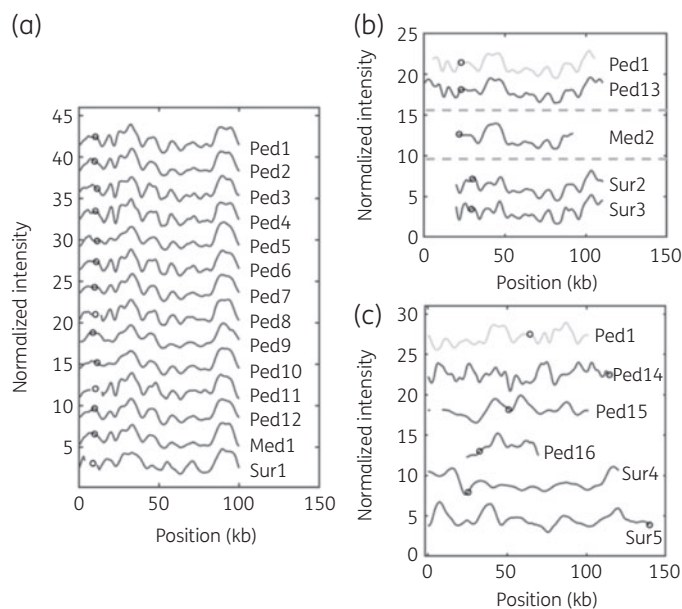 (a)
Normalized intensity
45
40
35
30
25
20
15
10
5
Ped1
Ped2
Ped3
Ped4
Ped5
Ped6
Ped7
Ped8
Ped9
Ped10
Ped11
Ped12
Med1
Sur1
0 50 100 150
Position (kb)
(b)
Normalized intensity
25
20
15
10
5
0
Ped1
Ped13
Med2
Sur2
Sur3
0 50 100 150
Position (kb)
(c)
Normalized intensity
30
25
20
15
10
5
0
Ped1
Ped14
Ped15
Ped16
Sur4
Sur5
0 50 100 150
Position (kb)